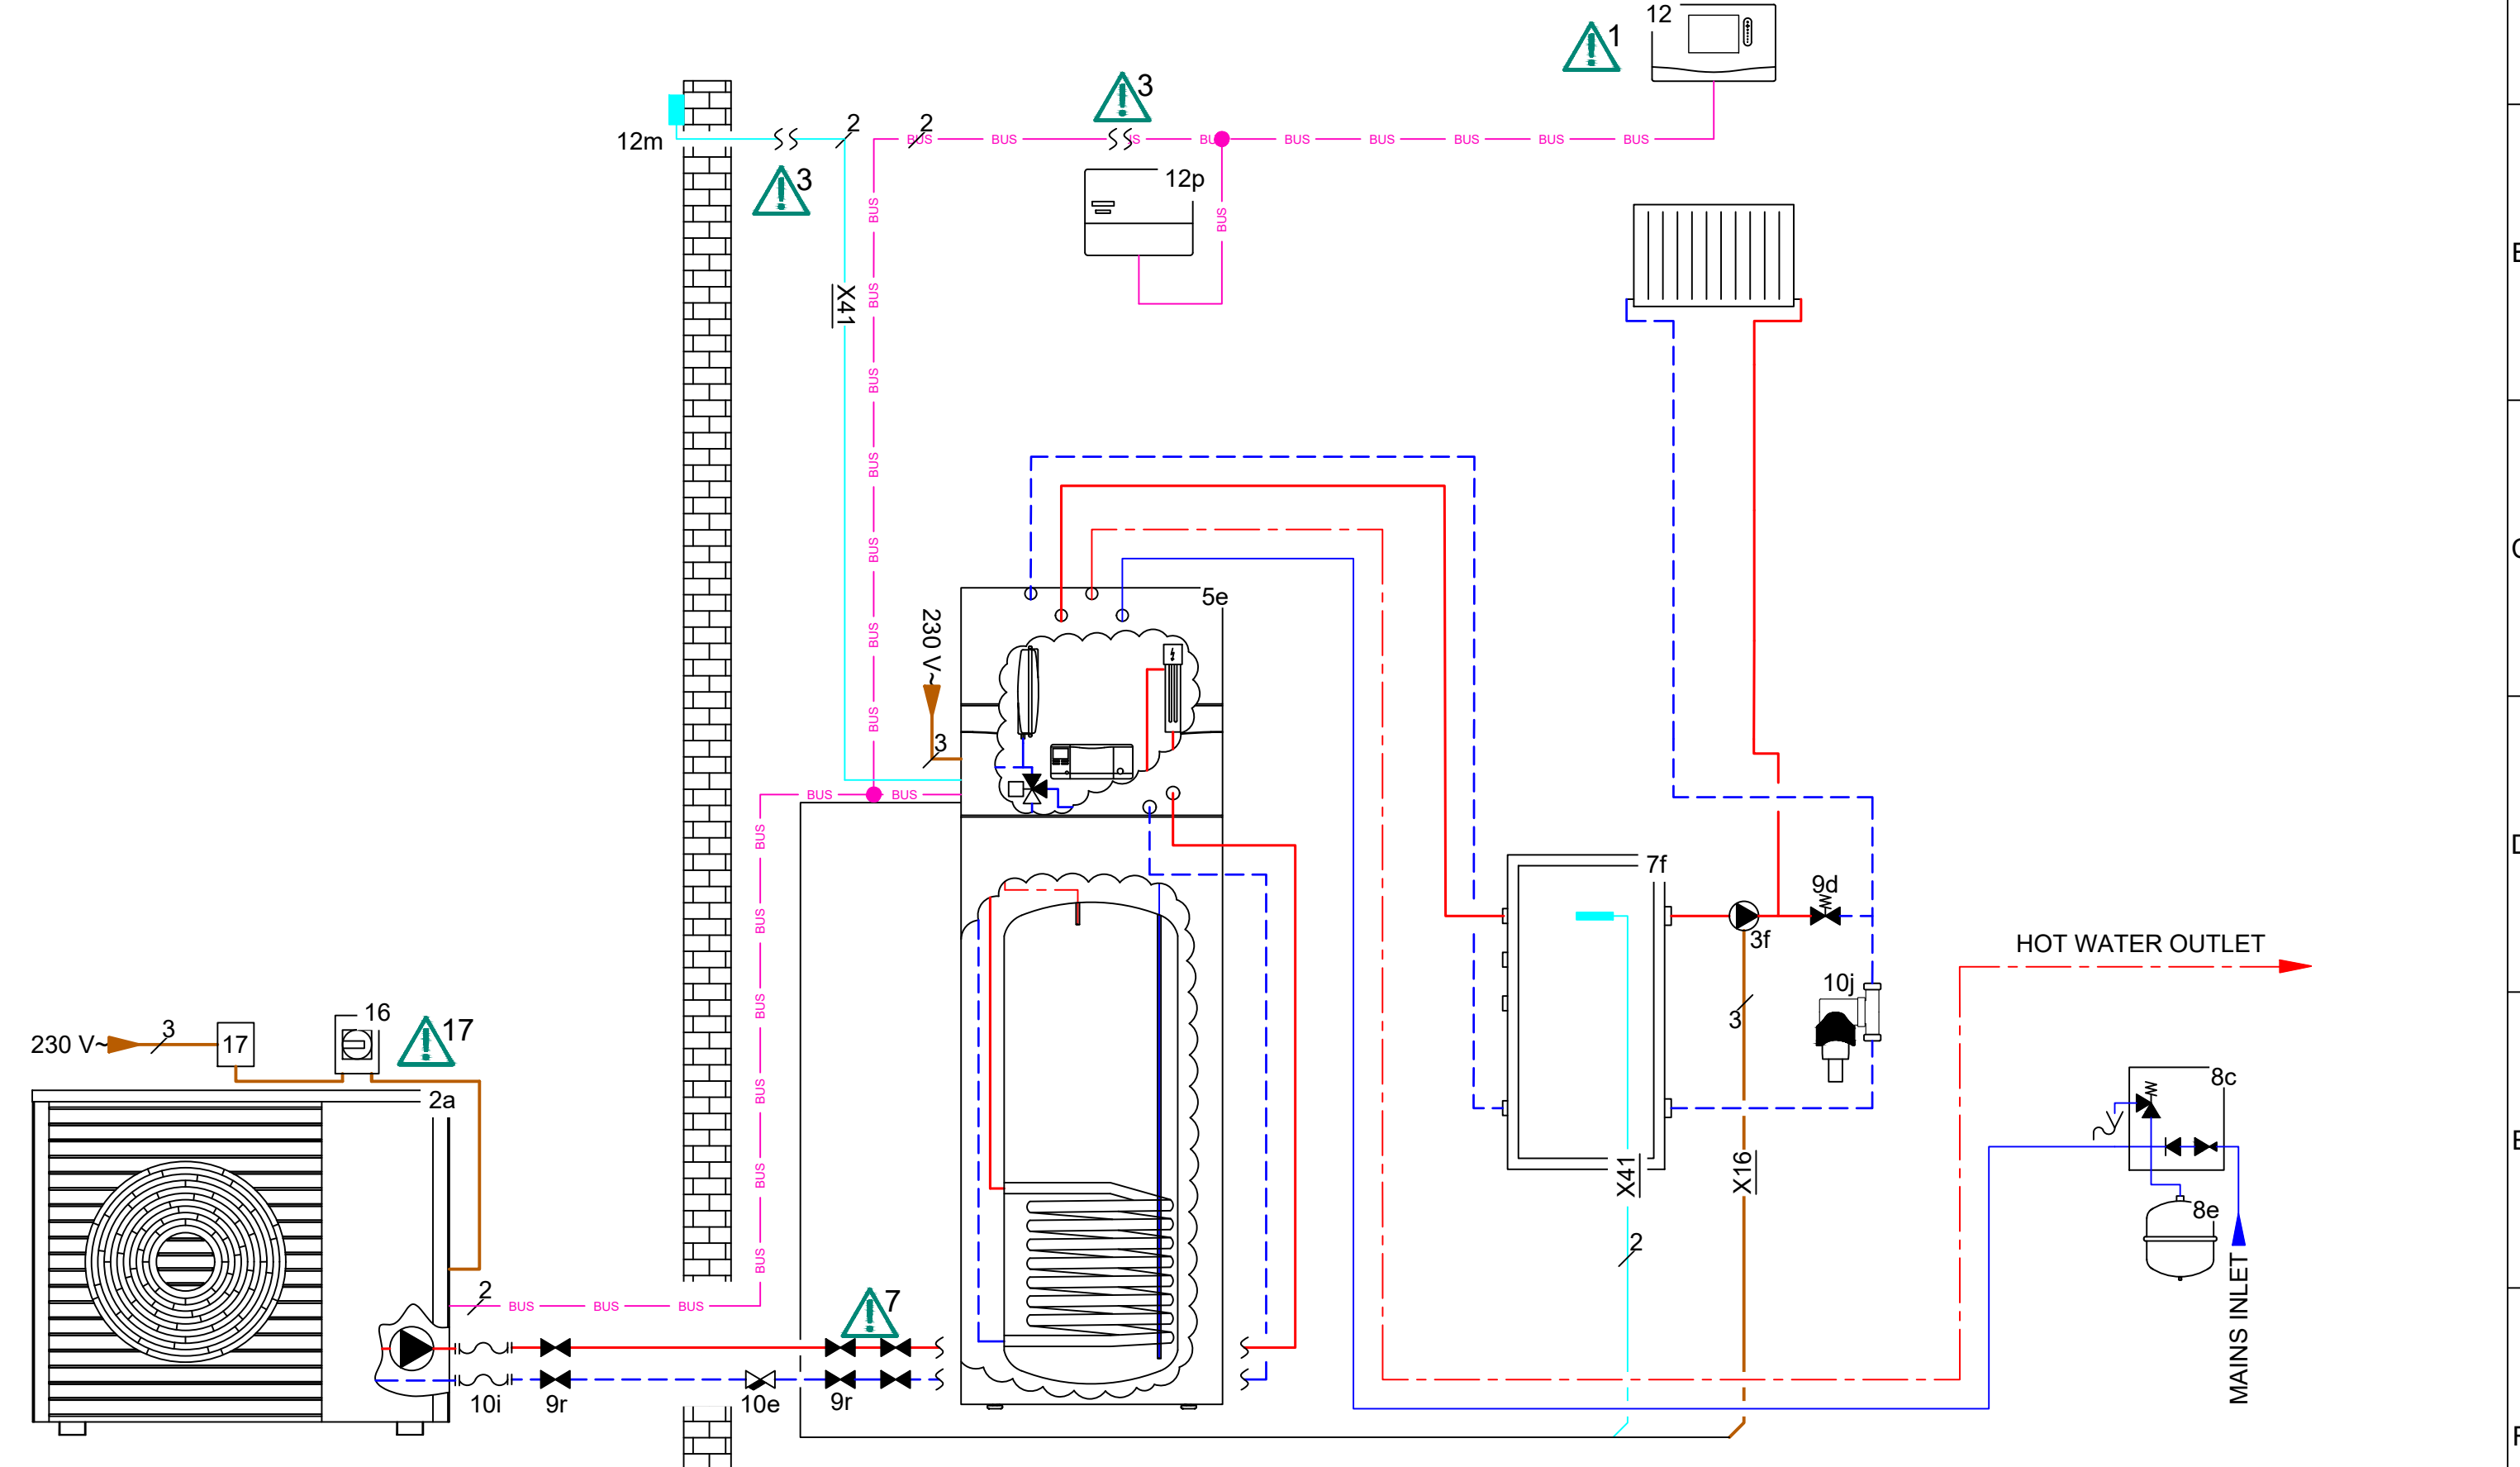 12
1
3
12m
2
2
BUS BUS
BUS BUS BUS BUS BUS
3
12p
BUS
BUS
BUS
X41
BUS
BUS
BUS
BUS
5e
230 V~
BUS
BUS
3
BUS BUS
BUS
7f
9d
BUS
3f
HOT WATER OUTLET
10j
BUS
3
16
17
230 V~
3
17
BUS
8c
2a
BUS
X41
X16
8e
2
BUS
MAINS INLET
2
7
BUS BUS BUS
10i
9r
10e
9r